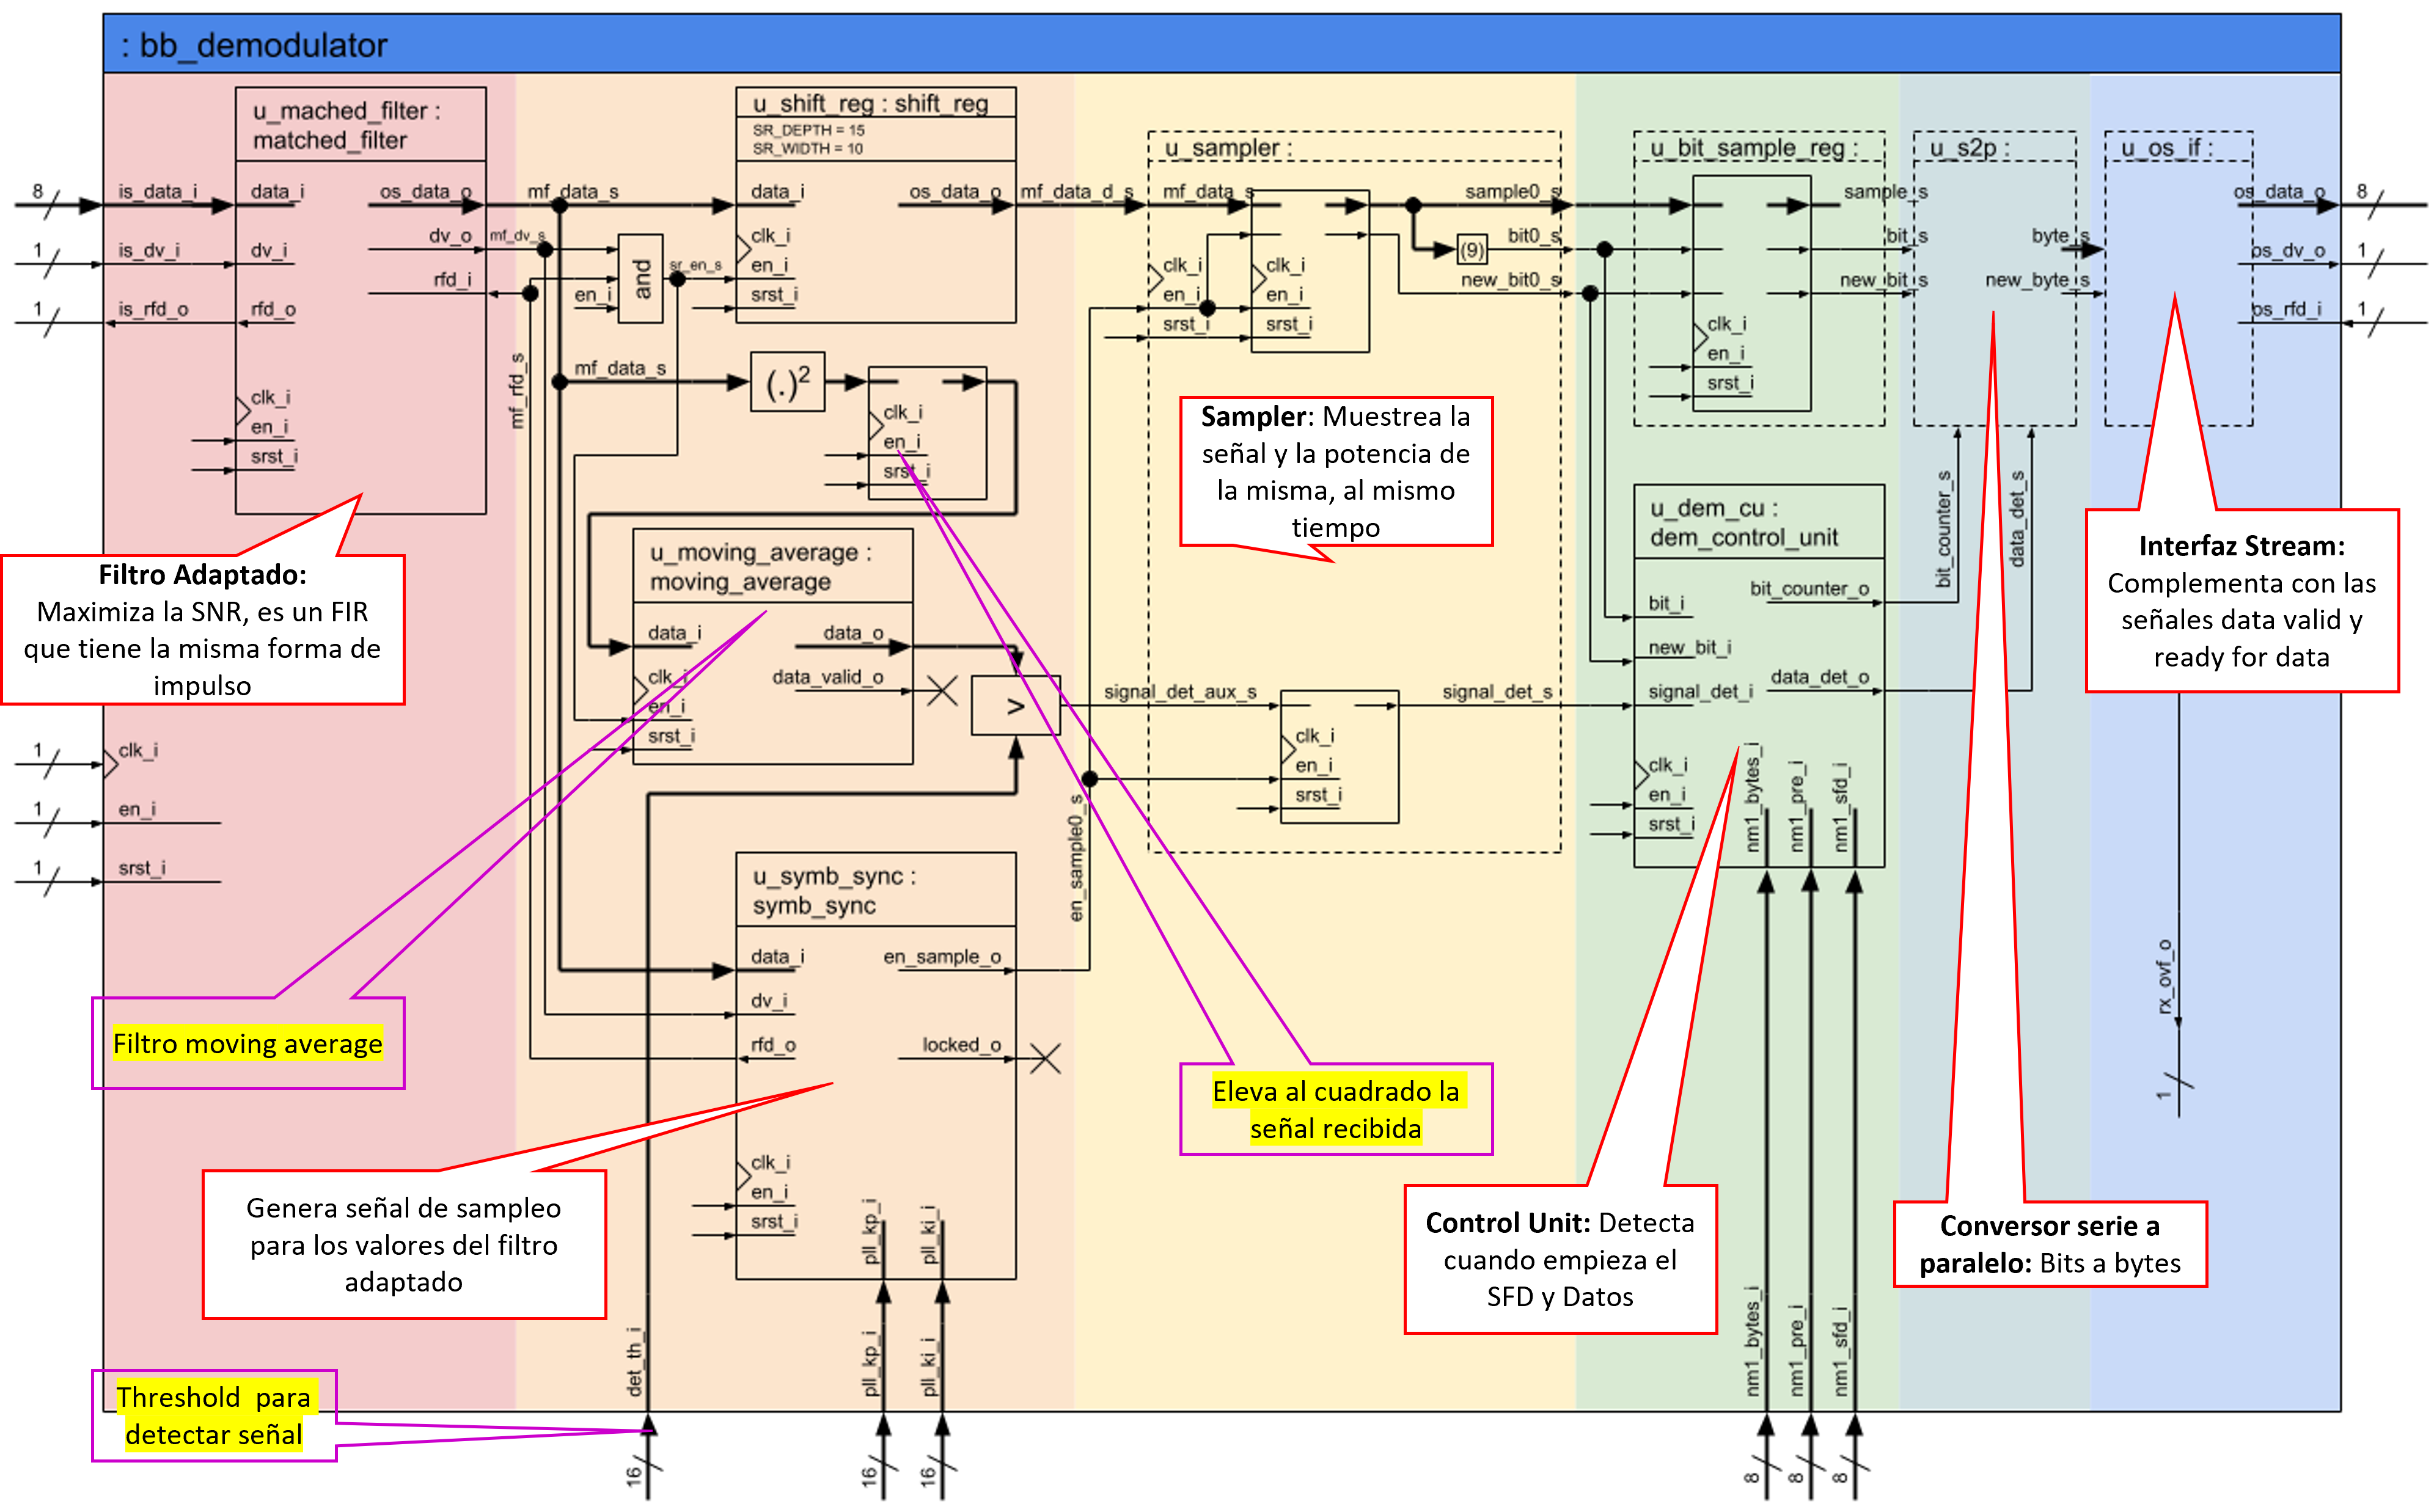 : bb_demodulator
u_mached_filter :
matched_filter
is_data_i
data_i
os_data_o
8
is_dv_i
dv_i
dv_o
1
rfd_i
is_rfd_o
rfd_o
1
clk_i
en_i
srst_i
Filtro Adaptado:
Maximiza la SNR, es un FIR
que tiene la misma forma de
impulso
1
clk_i
1
en_i
1
srst_i
mf_data_s
mf_dv_s
mf_rfd_s
en_i
and
sr_en_s
u_shift_reg : shift_reg
SR_DEPTH = 15
SR_WIDTH = 10
data_i
os_data_o
clk_i
en_i
srst_i
mf_data_d_s
mf_data_s
(.)2
clk_i
en_i
srst_i
u_moving_average :
moving_average
data_i
data_o
clk_i
data_valid_o
en_i
srst_i
>
Filtro moving average
u_symb_sync :
symb_sync
data_i
en_sample_o
dv_i
rfd_o
locked_o
clk_i
en_i
srst_i
pll_kp_i
pll_ki_i
Genera señal de sampleo
para los valores del filtro
adaptado
det_th_i
pll_kp_i
pll_ki_i
Threshold para
detectar señal
16
16
16
en_sample0_s
u_sampler :
mf_data_s
clk_i
en_i
srst_i
clk_i
en_i
srst_i
sample0_s
(9)
bit0_s
new_bit0_s
Sampler: Muestrea la
señal y la potencia de
la misma, al mismo
tiempo
signal_det_aux_s
signal_det_s
clk_i
en_i
srst_i
Eleva al cuadrado la
señal recibida
u_bit_sample_reg :
sample_s
bit_s
new_bit_s
clk_i
en_i
srst_i
u_dem_cu :
dem_control_unit
bit_counter_o
bit_i
new_bit_i
signal_det_i
data_det_o
clk_i
en_i
srst_i
nm1_bytes_i
nm1_pre_i
nm1_sfd_i
Control Unit: Detecta
cuando empieza el
SFD y Datos
nm1_bytes_i
nm1_pre_i
nm1_sfd_i
8
8
8
u_s2p :
byte_s
new_byte_s
bit_counter_s
data_det_s
Conversor serie a
paralelo: Bits a bytes
u_os_if :
os_data_o
8
os_dv_o
1
os_rfd_i
1
Interfaz Stream:
Complementa con las
señales data valid y
ready for data
rx_ovf_o
1